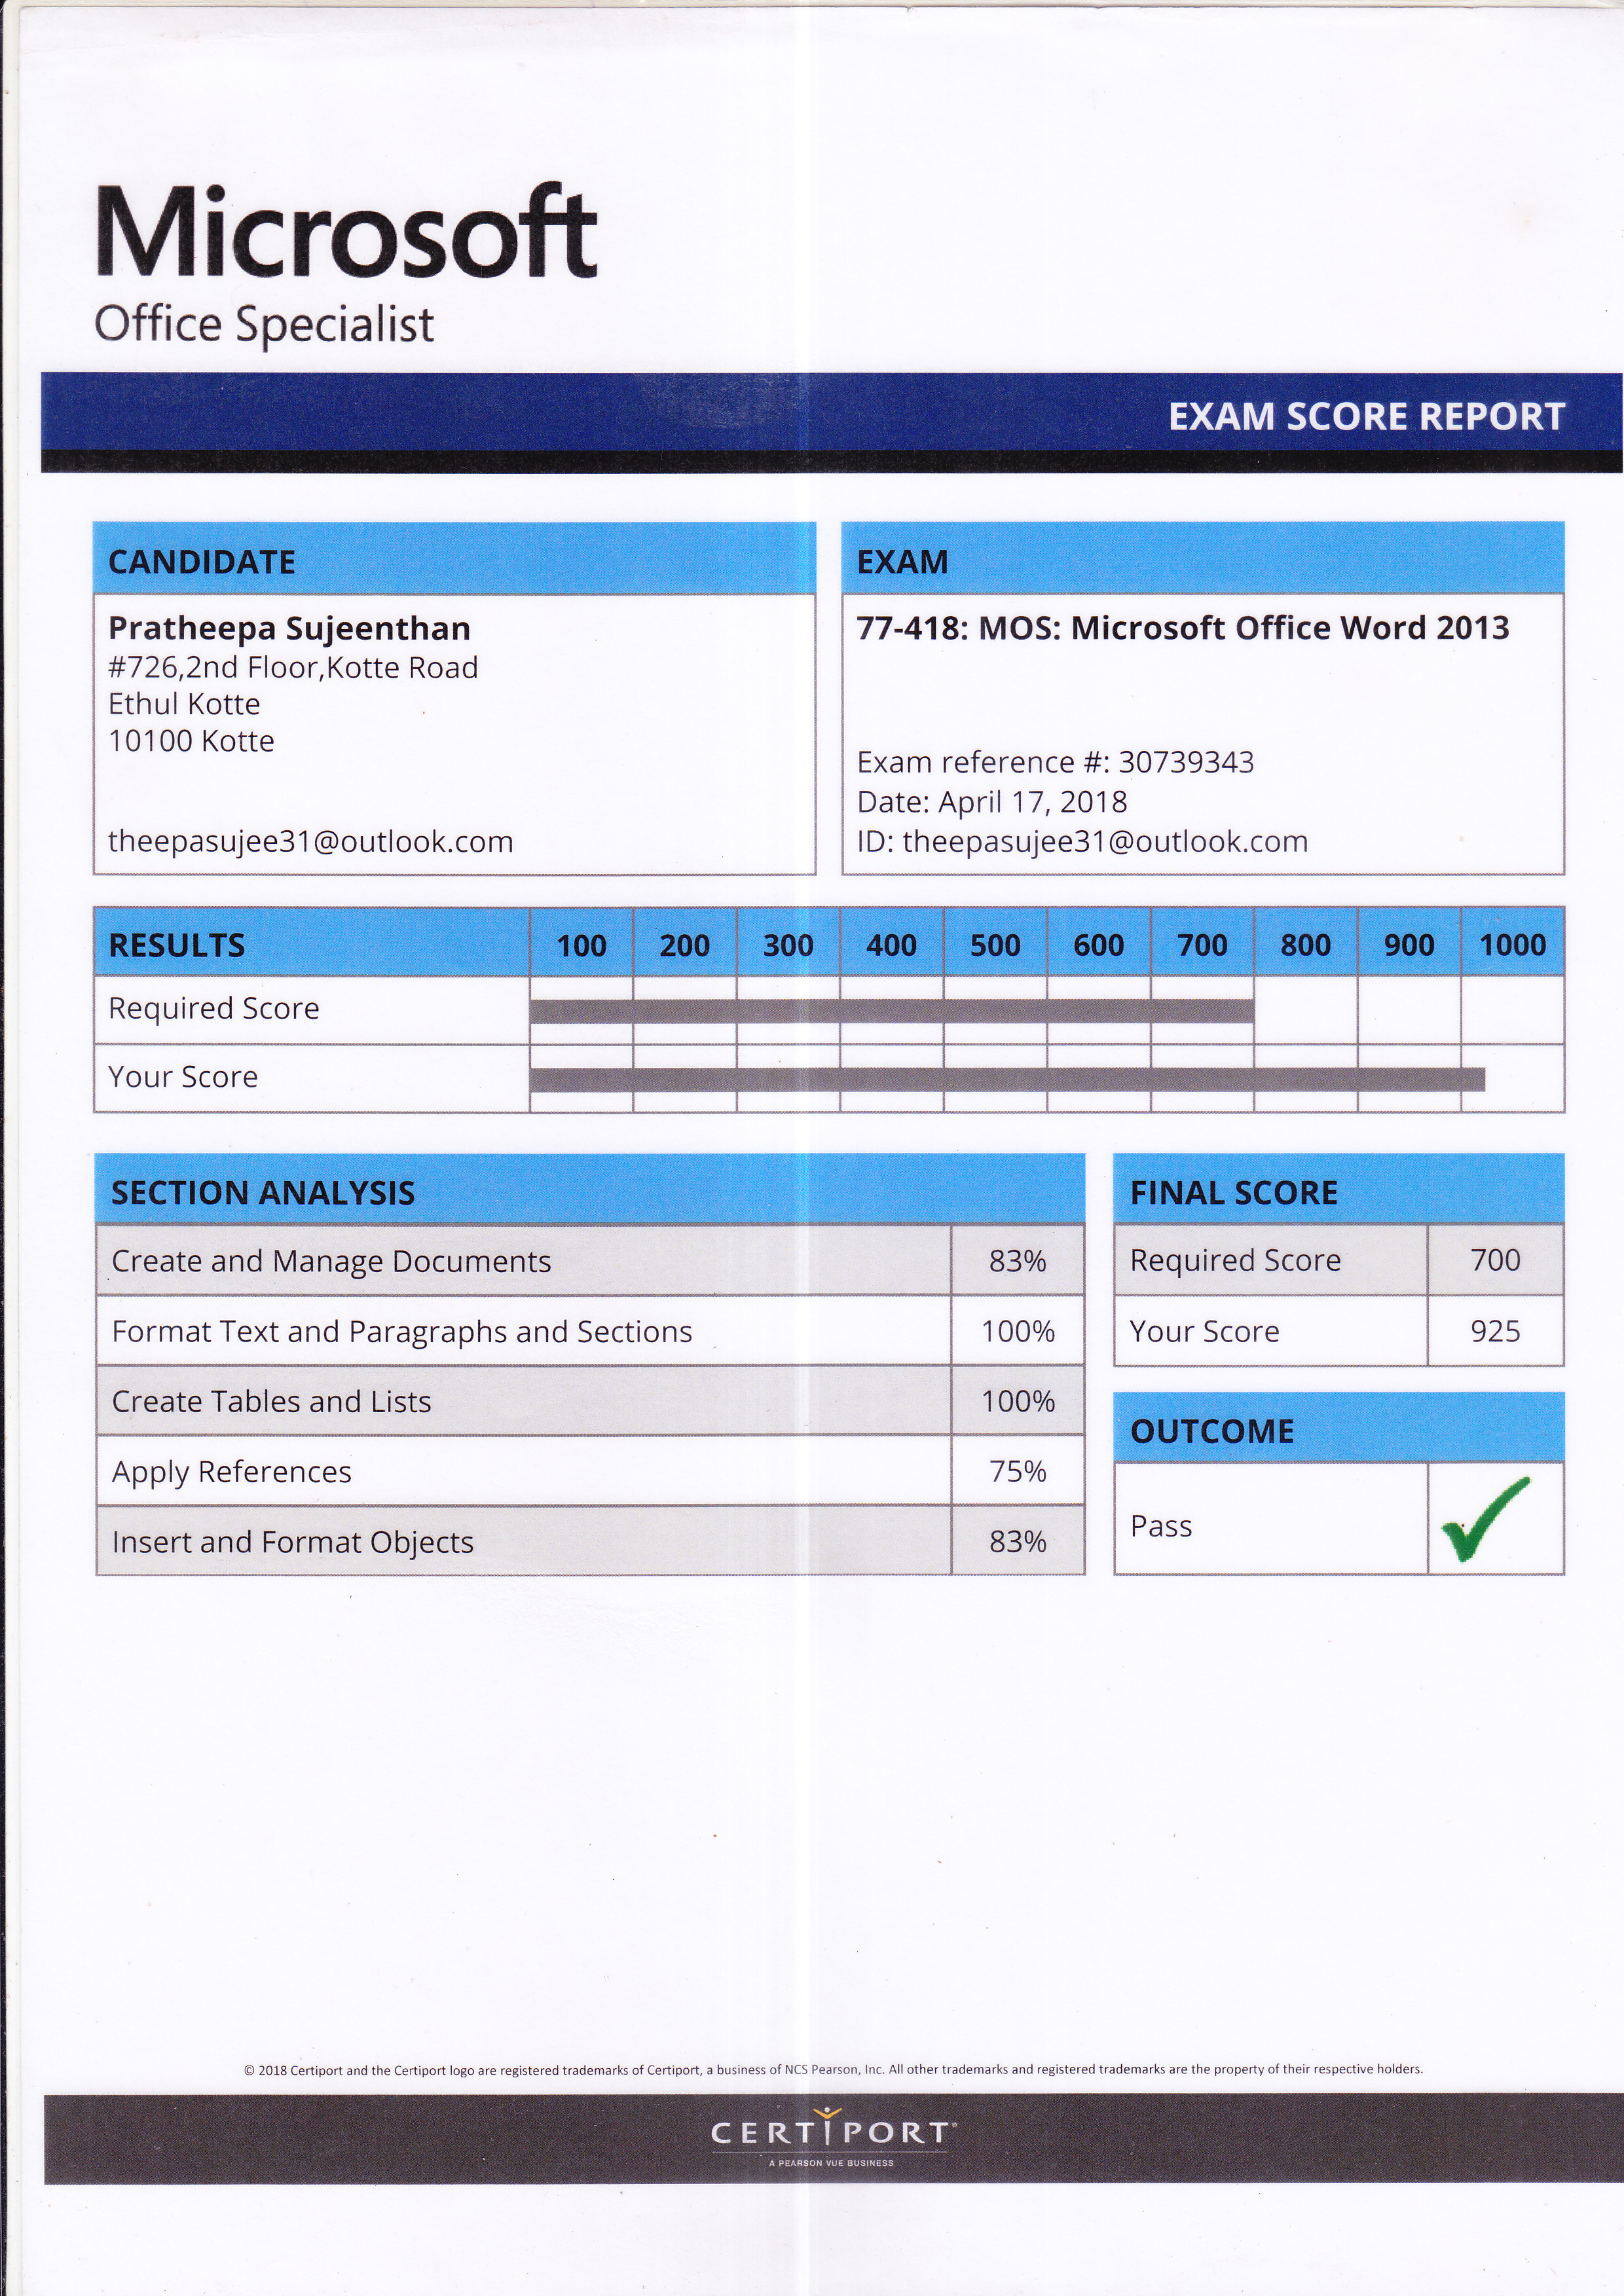 Microsoft
Office Specialist
EXAM SCORE REPORT
CANDIDATE
Pratheepa Sujeenthan
#726,2nd Floor,Kotte Road
Ethul Kotte
10100 Kotte
theepasujee31@outlook.com
EXAM
77-418: MOS: Microsoft Office Word 2013
Exam reference #: 30739343
Date: April 17, 2018
ID: theepasujee31@outlook.com
RESULTS 100 200 300 400 500 600 700 800 900 1000
Required Score
Your Score
SECTION ANALYSIS
Create and Manage Documents 83%
Format Text and Paragraphs and Sections 100%
Create Tables and Lists 100%
Apply References 75%
Insert and Format Objects 83%
FINAL SCORE
Required Score 700
Your Score 925
OUTCOME
Pass
© 2018 Certiport and the Certiport logo are registered trademarks of Certiport, a business of NCS Pearson, Inc. All other trademarks and registered trademarks are the property of their respective holders.
CERTIPORT®
A PEARSON VUE BUSINESS